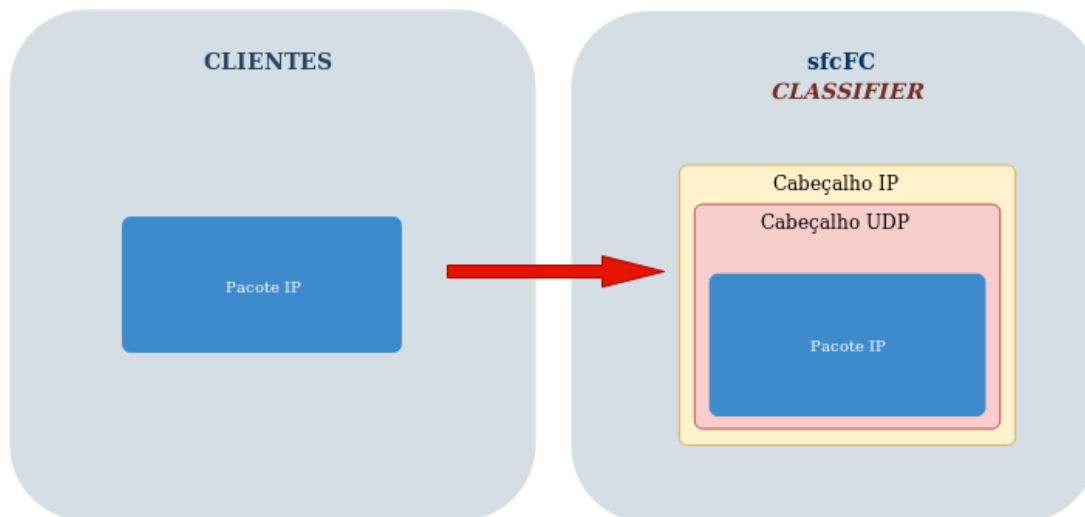 CLIENTES
Pacote IP
sfcFC
CLASSIFIER
Cabeçalho IP
Cabeçalho UDP
Pacote IP